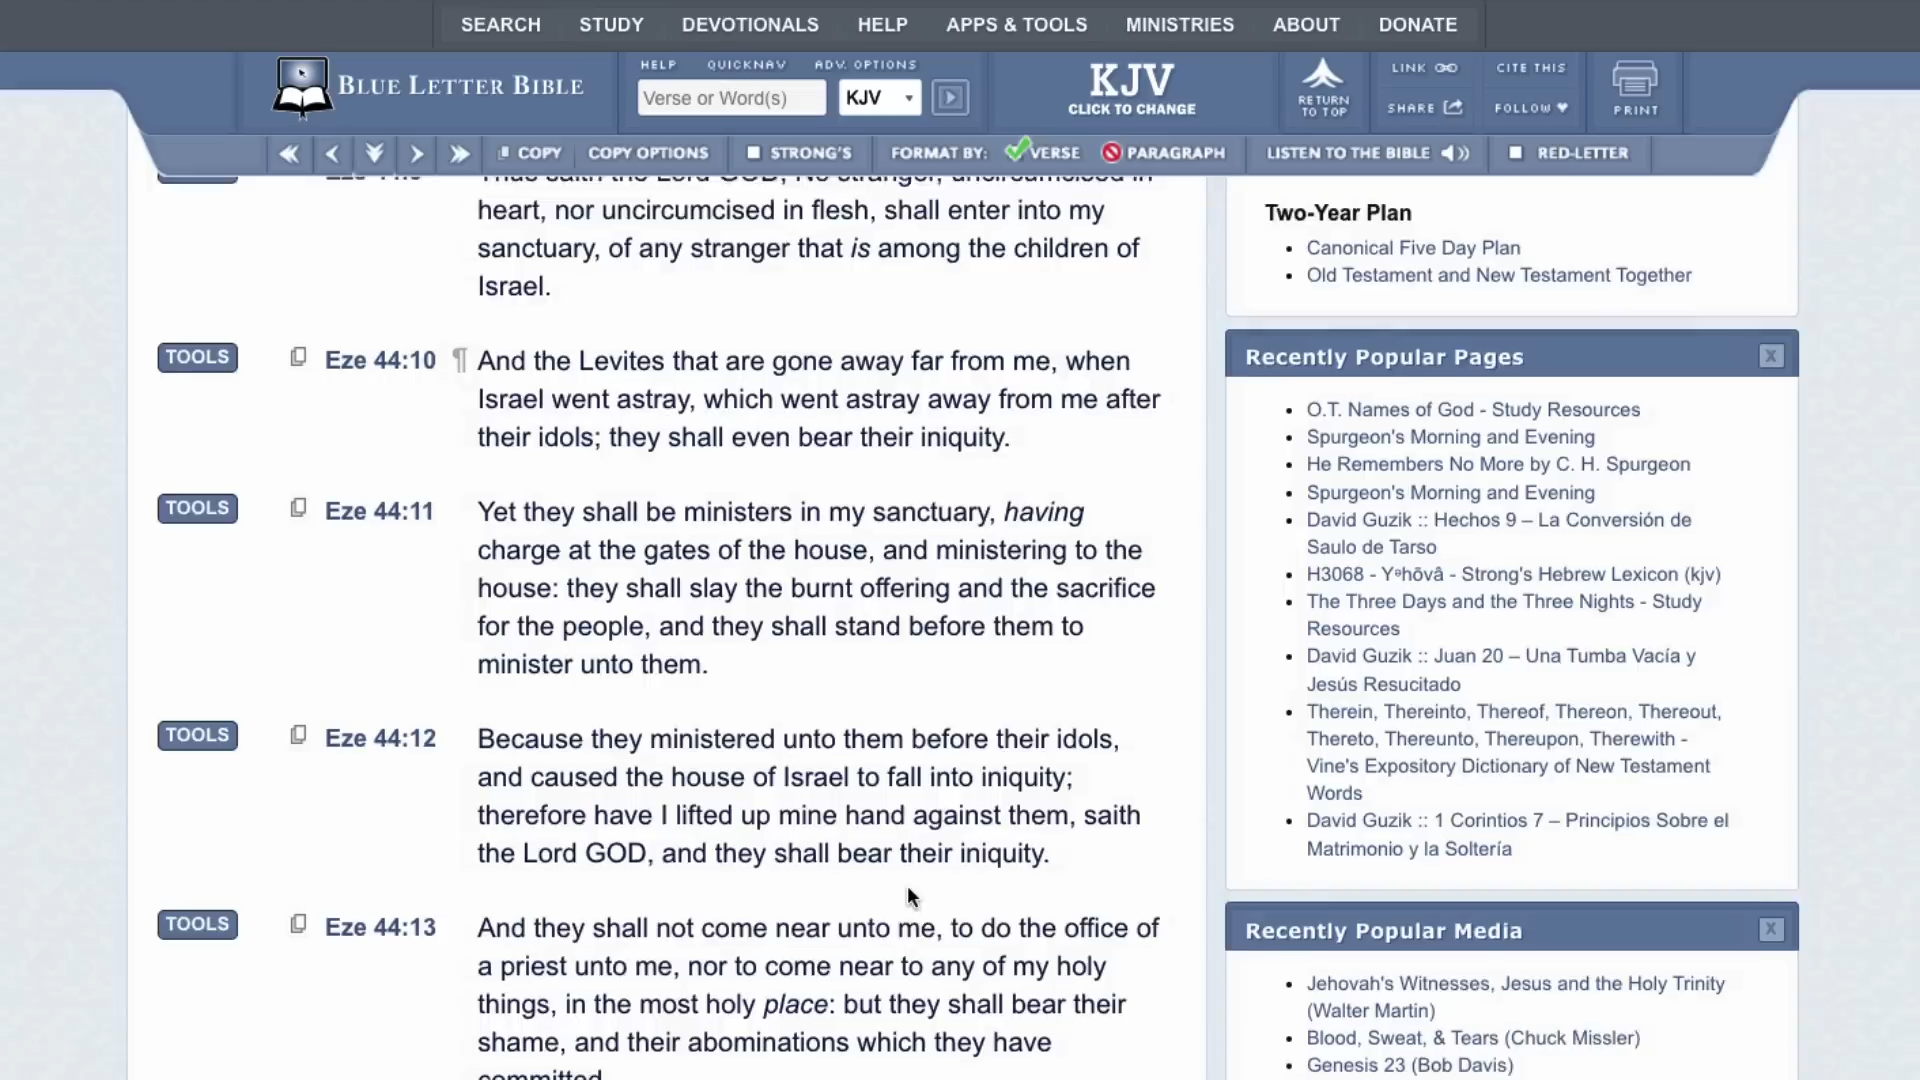 SEARCH STUDY DEVOTIONALS HELP APPS & TOOLS MINISTRIES ABOUT DONATE
BLUE LETTER BIBLE
HELP QUICKNAV ADV. OPTIONS
Verse or Word(s) KJV
KJV
CLICK TO CHANGE
RETURN
TO TOP
LINK CITE THIS
SHARE FOLLOW
PRINT
COPY COPY OPTIONS STRONG'S FORMAT BY: VERSE PARAGRAPH LISTEN TO THE BIBLE RED-LETTER
Thus saith the Lord GOD; No stranger, uncircumcised in
heart, nor uncircumcised in flesh, shall enter into my
sanctuary, of any stranger that is among the children of
Israel.
TOOLS Eze 44:10 ¶ And the Levites that are gone away far from me, when
Israel went astray, which went astray away from me after
their idols; they shall even bear their iniquity.
TOOLS Eze 44:11 Yet they shall be ministers in my sanctuary, having
charge at the gates of the house, and ministering to the
house: they shall slay the burnt offering and the sacrifice
for the people, and they shall stand before them to
minister unto them.
TOOLS Eze 44:12 Because they ministered unto them before their idols,
and caused the house of Israel to fall into iniquity;
therefore have I lifted up mine hand against them, saith
the Lord GOD, and they shall bear their iniquity.
TOOLS Eze 44:13 And they shall not come near unto me, to do the office of
a priest unto me, nor to come near to any of my holy
things, in the most holy place: but they shall bear their
shame, and their abominations which they have
committed.
Two-Year Plan
Canonical Five Day Plan
Old Testament and New Testament Together
Recently Popular Pages X
O.T. Names of God - Study Resources
Spurgeon's Morning and Evening
He Remembers No More by C. H. Spurgeon
Spurgeon's Morning and Evening
David Guzik :: Hechos 9 – La Conversión de
Saulo de Tarso
H3068 - Yᵊhōvâ - Strong's Hebrew Lexicon (kjv)
The Three Days and the Three Nights - Study
Resources
David Guzik :: Juan 20 – Una Tumba Vacía y
Jesús Resucitado
Therein, Thereinto, Thereof, Thereon, Thereout,
Thereto, Thereunto, Thereupon, Therewith -
Vine's Expository Dictionary of New Testament
Words
David Guzik :: 1 Corintios 7 – Principios Sobre el
Matrimonio y la Soltería
Recently Popular Media X
Jehovah's Witnesses, Jesus and the Holy Trinity
(Walter Martin)
Blood, Sweat, & Tears (Chuck Missler)
Genesis 23 (Bob Davis)